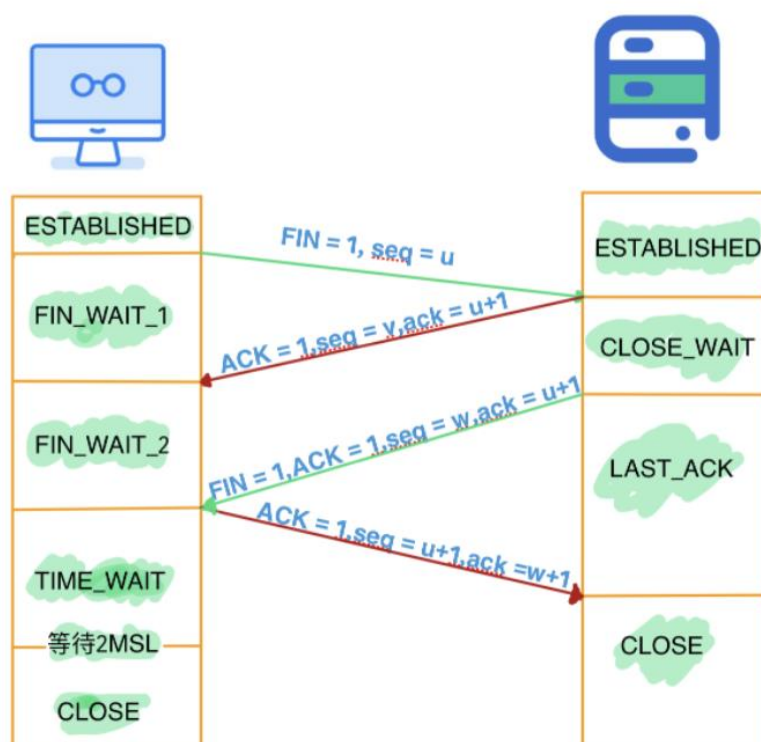 ESTABLISHED
FIN = 1, seq = u
ESTABLISHED
FIN_WAIT_1
ACK = 1,seq = v,ack = u+1
CLOSE_WAIT
FIN_WAIT_2
FIN = 1,ACK = 1,seq = w,ack = u+1
LAST_ACK
ACK = 1,seq = u+1,ack =w+1
TIME_WAIT
等待2MSL
CLOSE
CLOSE